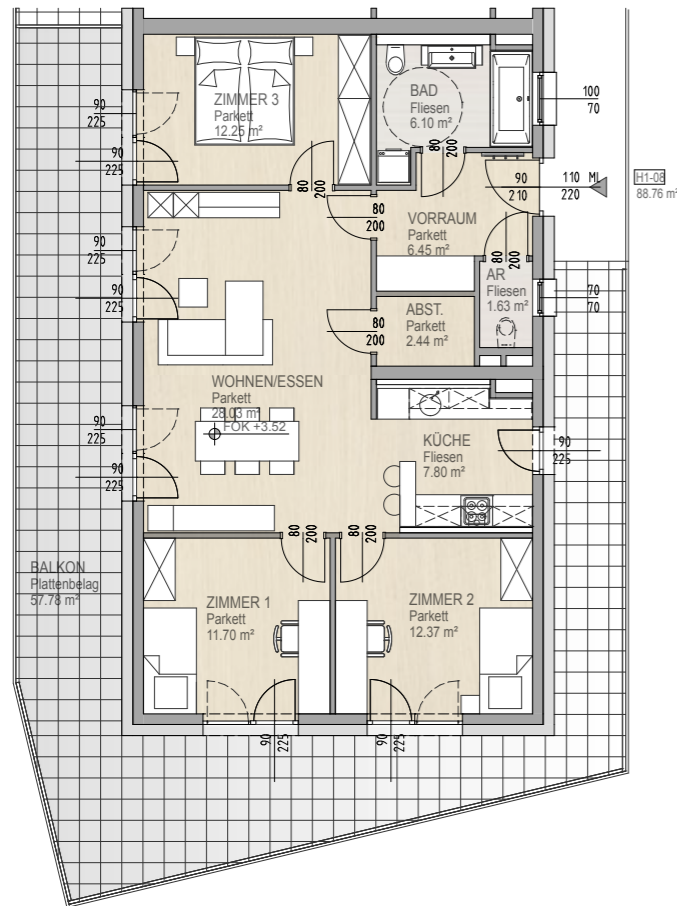 ZIMMER 3
Parkett
12.25 m²
BAD
Fliesen
6.10 m²
90
225
90
225
100
70
80
200
80
200
90
210
110 ML
220
H1-08
88.76 m²
80
200
VORRAUM
Parkett
6.45 m²
80
200
90
225
90
225
AR
Fliesen
1.63 m²
70
70
ABST.
Parkett
2.44 m²
80
200
WOHNEN/ESSEN
Parkett
28.03 m²
FOK +3.52
90
225
90
225
KÜCHE
Fliesen
7.80 m²
90
225
80
200
80
200
BALKON
Plattenbelag
57.78 m²
ZIMMER 1
Parkett
11.70 m²
ZIMMER 2
Parkett
12.37 m²
90
225
90
225